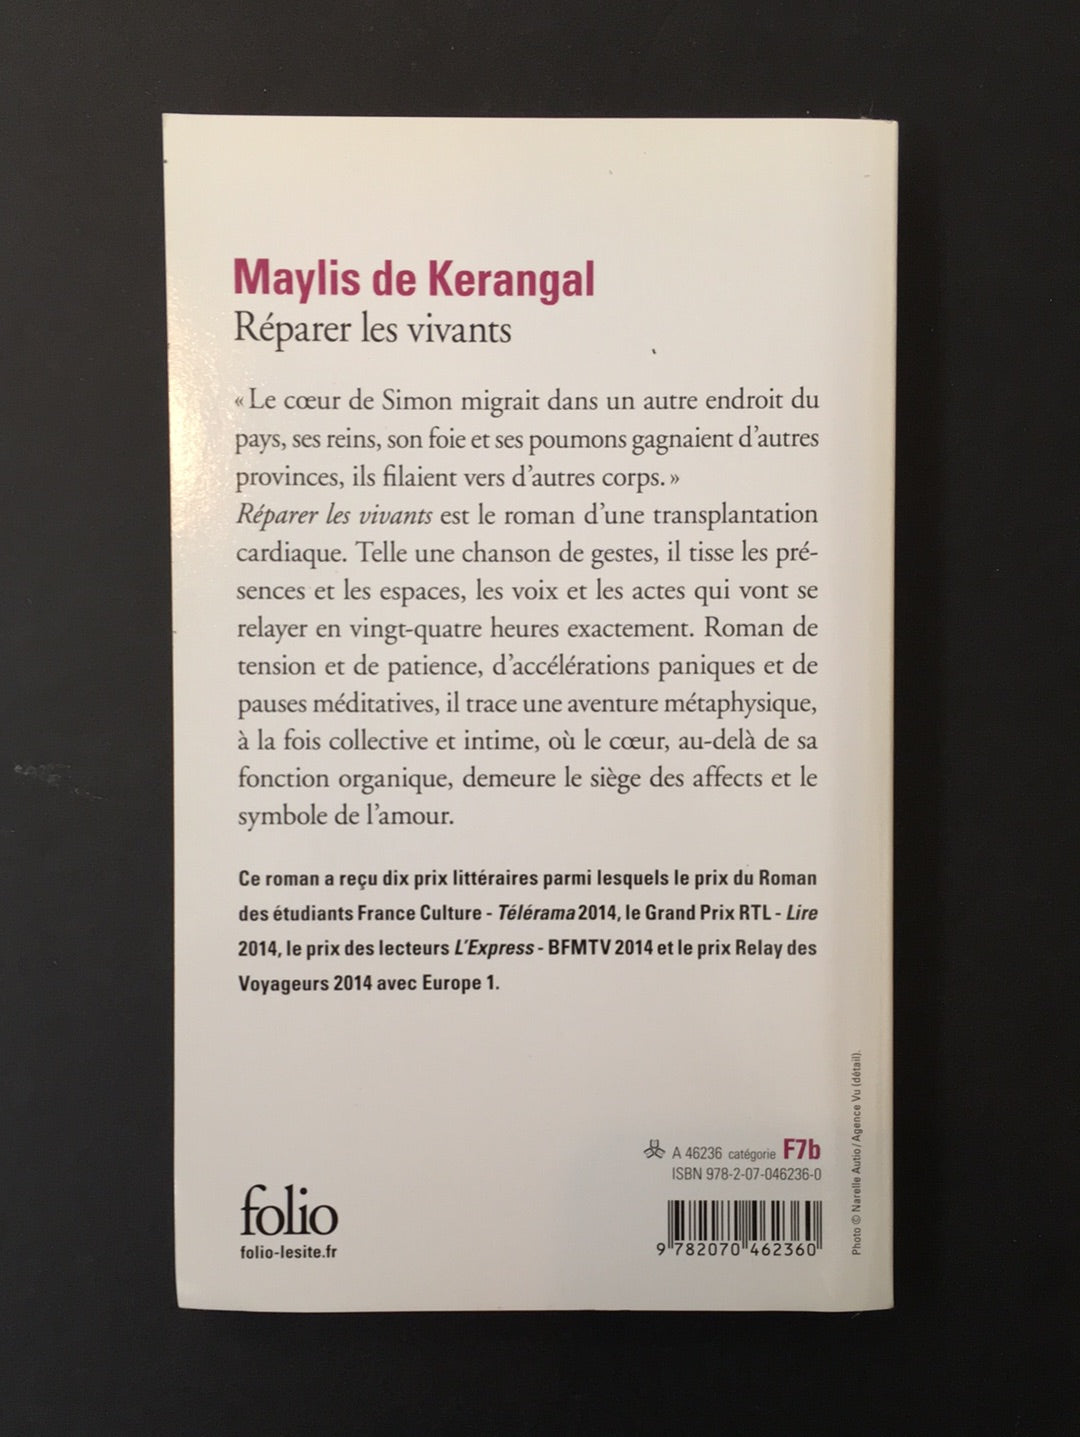 Maylis de Kerangal
Réparer les vivants
« Le cœur de Simon migrait dans un autre endroit du
pays, ses reins, son foie et ses poumons gagnaient d’autres
provinces, ils filaient vers d’autres corps. »
Réparer les vivants est le roman d’une transplantation
cardiaque. Telle une chanson de gestes, il tisse les pré-
sences et les espaces, les voix et les actes qui vont se
relayer en vingt-quatre heures exactement. Roman de
tension et de patience, d’accélérations paniques et de
pauses méditatives, il trace une aventure métaphysique,
à la fois collective et intime, où le cœur, au-delà de sa
fonction organique, demeure le siège des affects et le
symbole de l’amour.
Ce roman a reçu dix prix littéraires parmi lesquels le prix du Roman
des étudiants France Culture - Télérama 2014, le Grand Prix RTL - Lire
2014, le prix des lecteurs L’Express - BFMTV 2014 et le prix Relay des
Voyageurs 2014 avec Europe 1.
A 46236 catégorie F7b
ISBN 978-2-07-046236-0
9 782070 462360
folio
folio-lesite.fr
Photo © Narelle Autio / Agence Vu (détail).